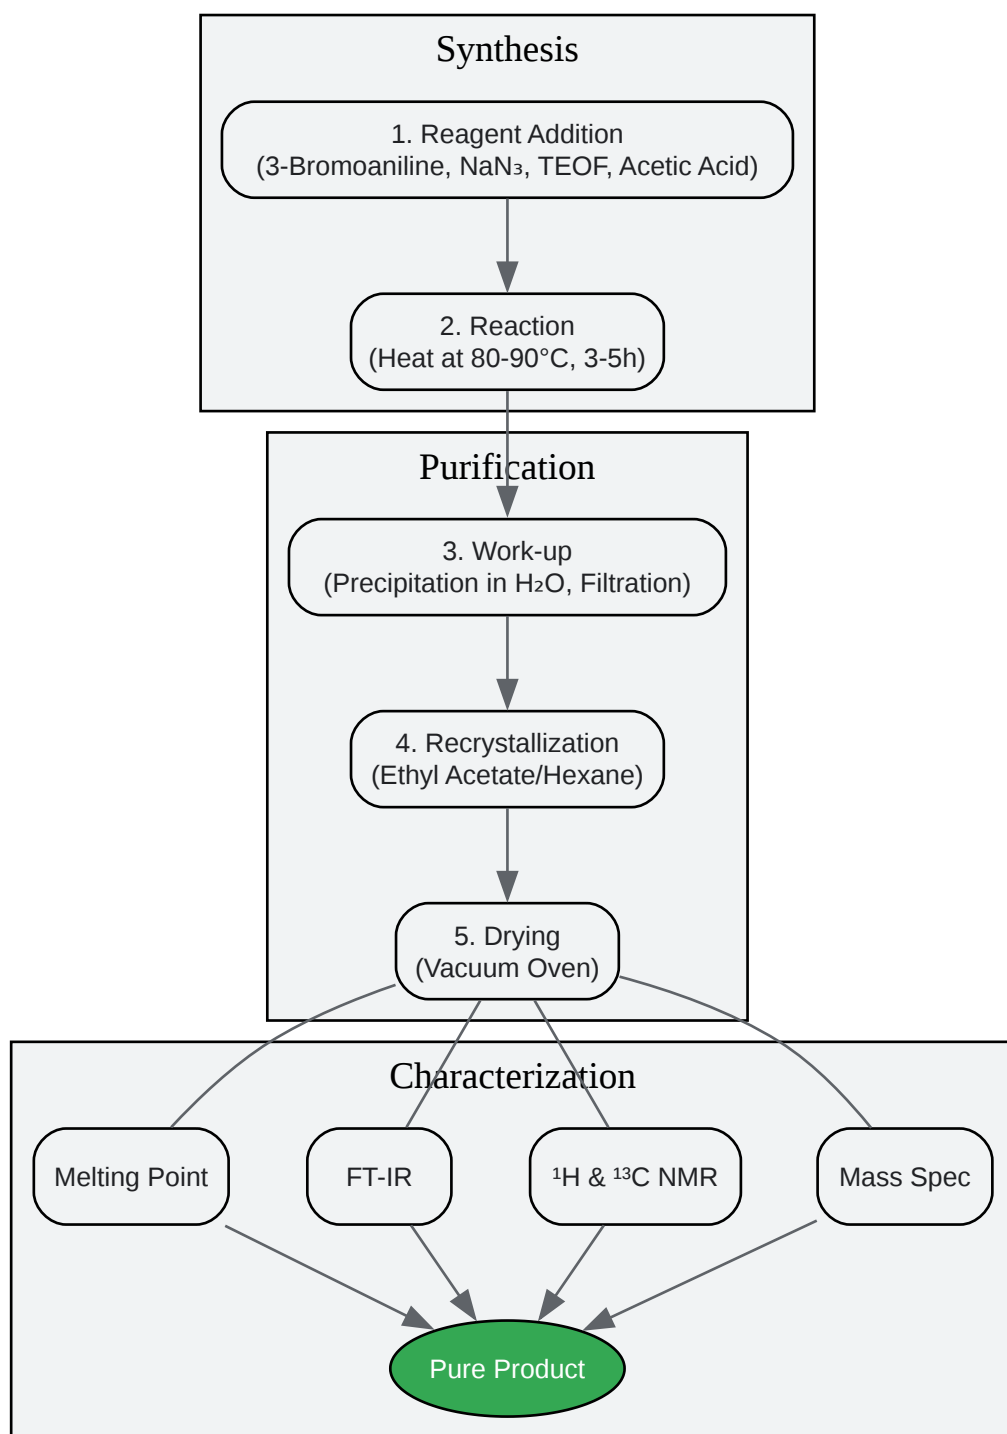 Synthesis
1. Reagent Addition
(3-Bromoaniline, NaN₃, TEOF, Acetic Acid)
2. Reaction
(Heat at 80-90°C, 3-5h)
Purification
3. Work-up
(Precipitation in H₂O, Filtration)
4. Recrystallization
(Ethyl Acetate/Hexane)
5. Drying
(Vacuum Oven)
Characterization
Melting Point
FT-IR
¹H & ¹³C NMR
Mass Spec
Pure Product